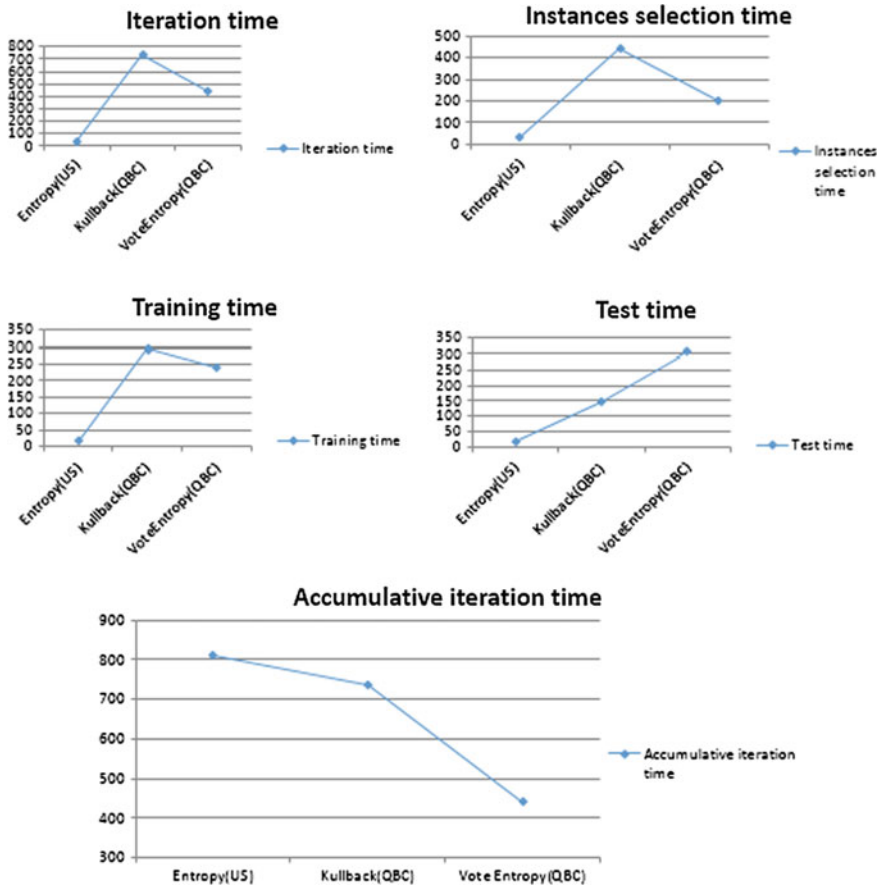 Iteration time
800
700
600
500
400
300
200
100
0
Entropy(US)
Kullback(QBC)
VoteEntropy(QBC)
Iteration time
Instances selection time
500
400
300
200
100
0
Entropy(US)
Kullback(QBC)
VoteEntropy(QBC)
Instances
selection
time
Training time
350
300
250
200
150
100
50
0
Entropy(US)
Kullback(QBC)
VoteEntropy(QBC)
Training time
Test time
350
300
250
200
150
100
50
0
Entropy(US)
Kullback(QBC)
VoteEntropy(QBC)
Test time
Accumulative iteration time
900
800
700
600
500
400
300
Entropy(US)
Kullback(QBC)
Vote Entropy(QBC)
Accumulative iteration
time